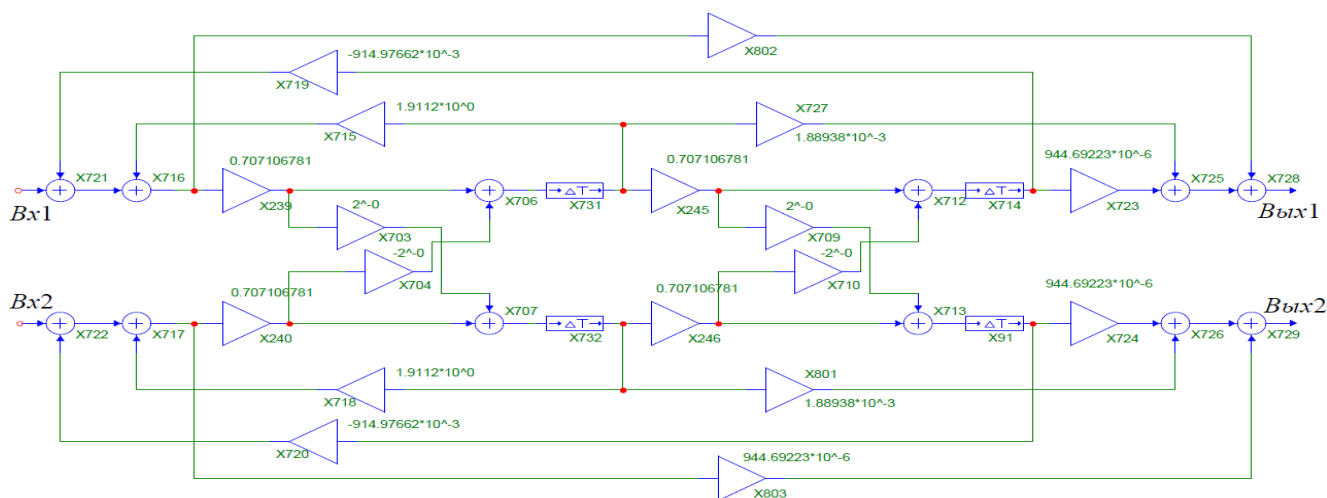 X802
-914.97662*10^-3
X719
1.9112*10^0
X715
X727
1.88938*10^-3
0.707106781
944.69223*10^-6
X721
X716
X239
X706
ΔT
X731
X245
X712
ΔT
X714
X723
X725
X728
Вх1
Вых1
2^-0
X703
2^-0
X709
-2^-0
X704
-2^-0
X710
0.707106781
0.707106781
0.707106781
944.69223*10^-6
Вх2
Вых2
X722
X717
X240
X707
ΔT
X732
X246
X713
ΔT
X91
X724
X726
X729
1.9112*10^0
X718
X801
1.88938*10^-3
-914.97662*10^-3
X720
944.69223*10^-6
X803